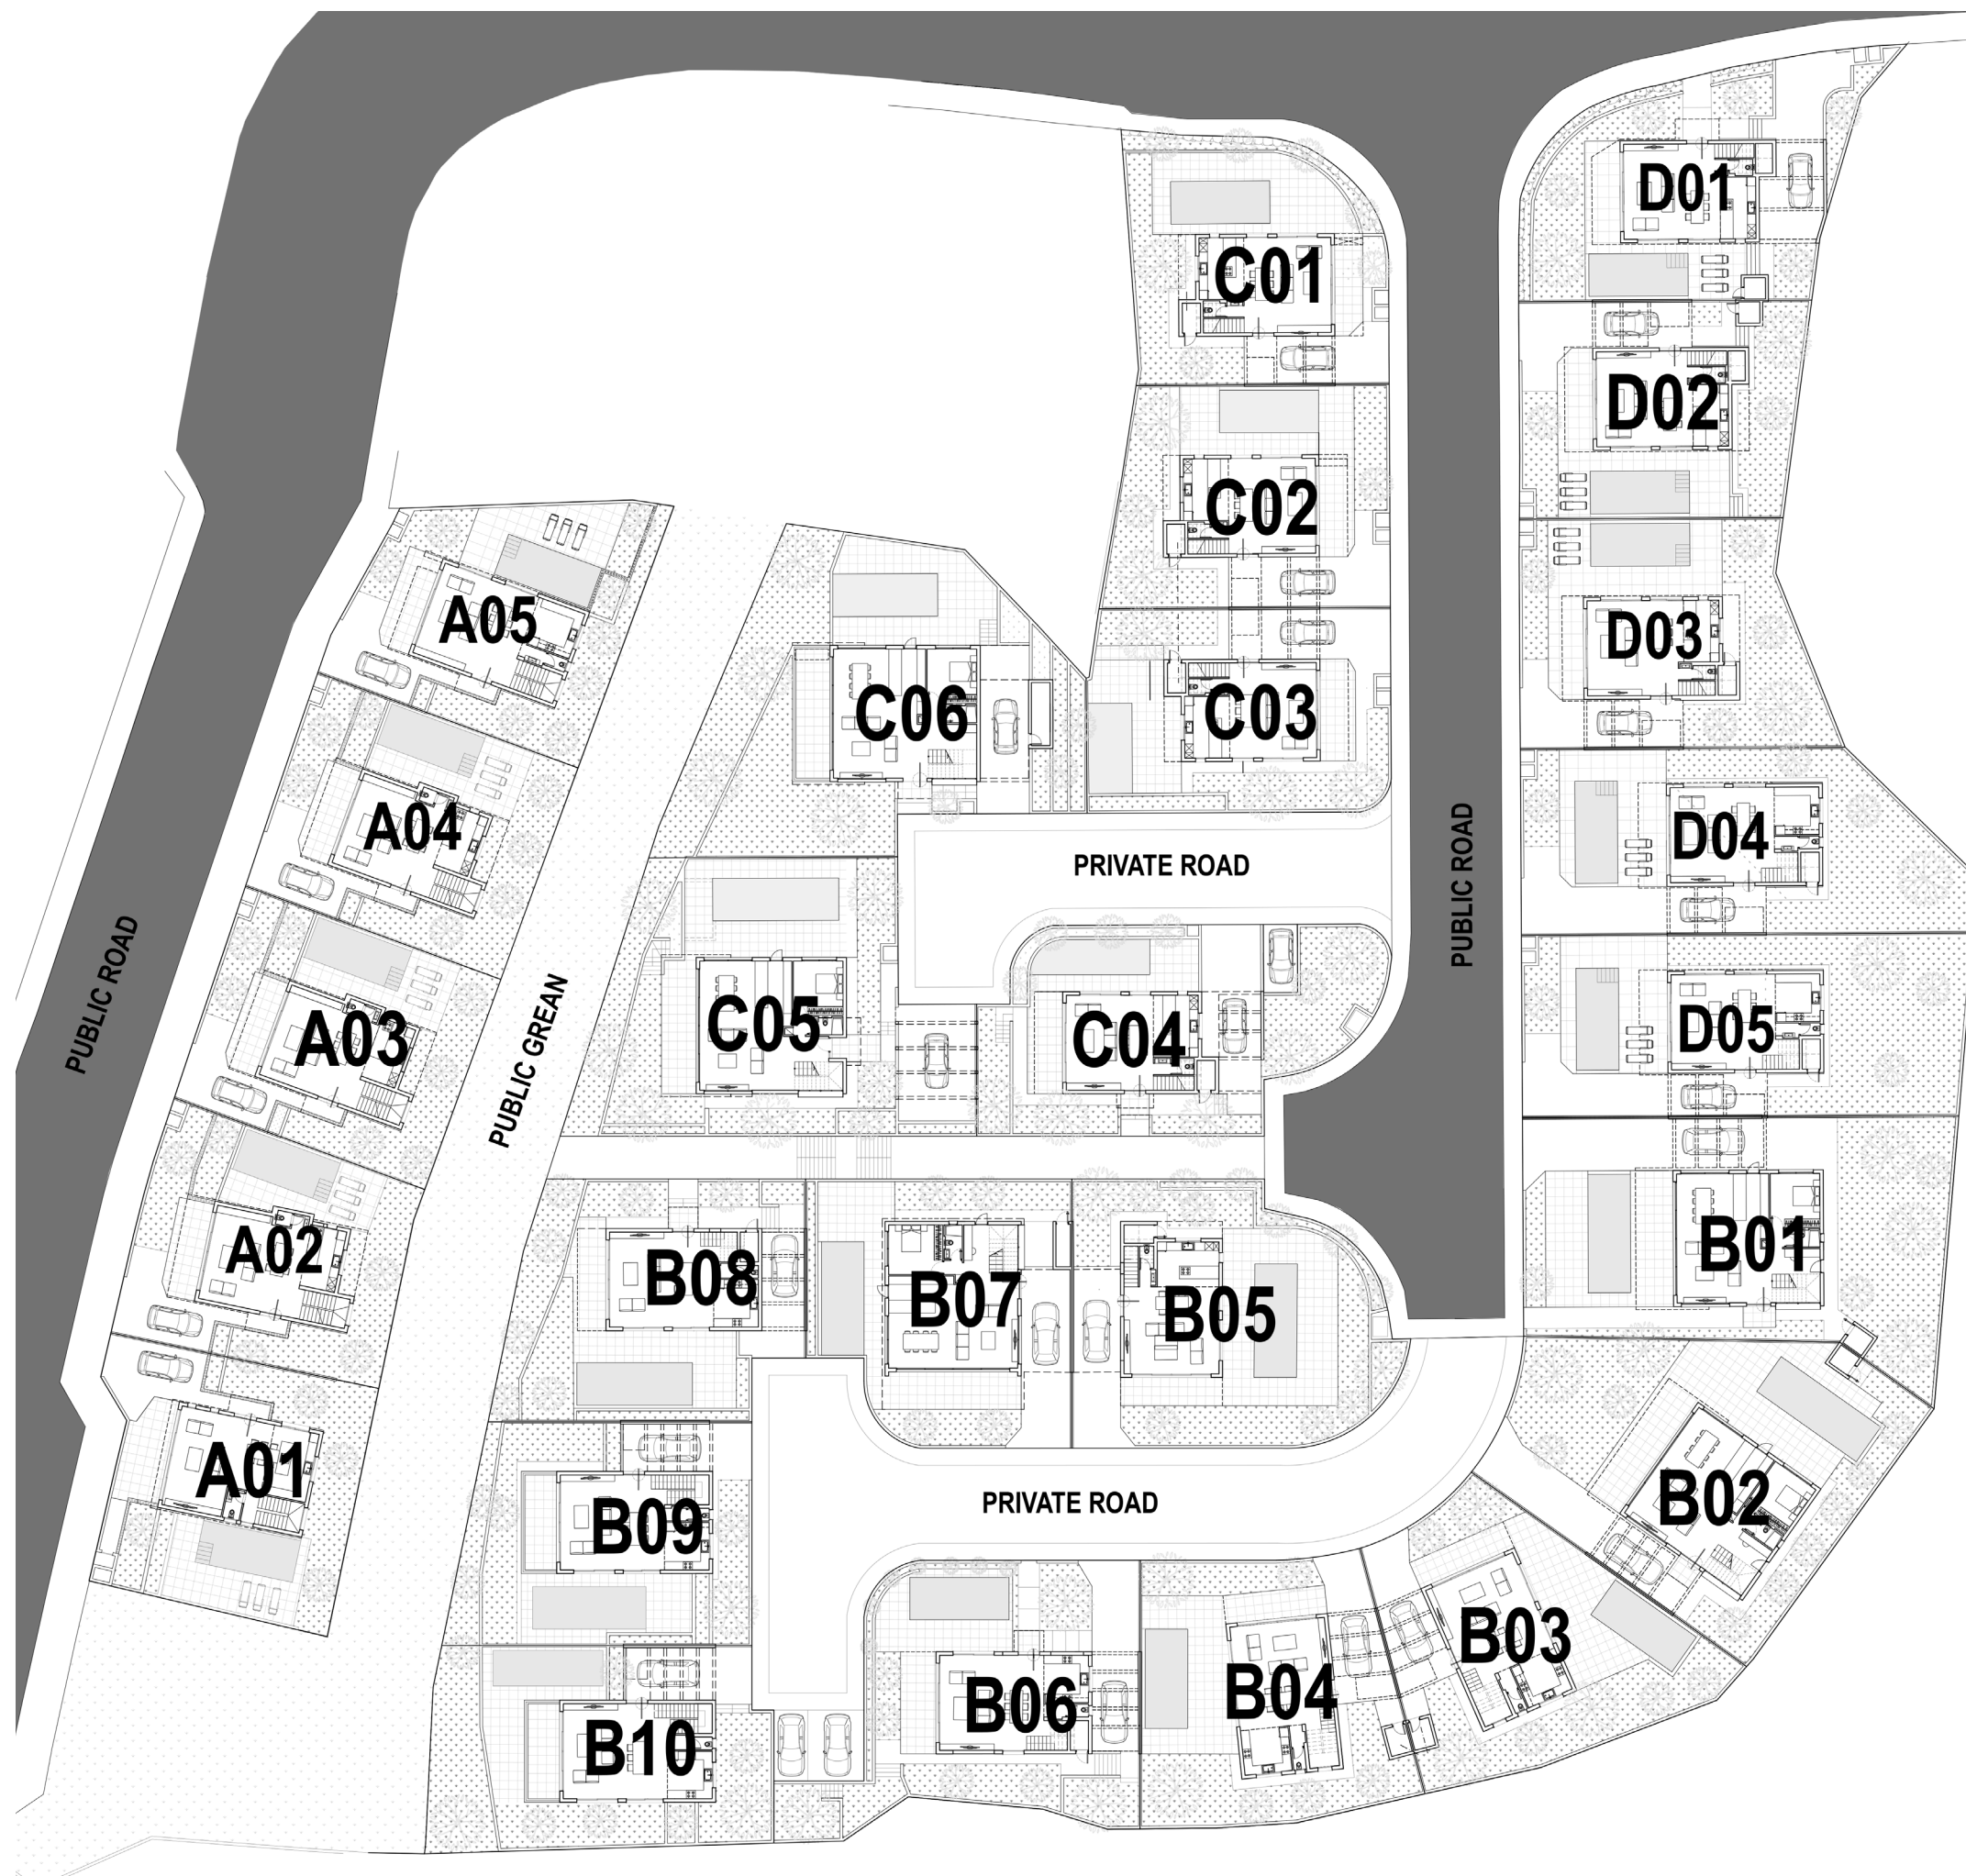 D01
C01
D02
C02
A05
D03
C06
C03
A04
D04
PRIVATE ROAD
PUBLIC ROAD
PUBLIC ROAD
A03
C05
C04
D05
PUBLIC GREAN
A02
B08
B07
B05
B01
A01
B09
PRIVATE ROAD
B02
B03
B10
B06
B04